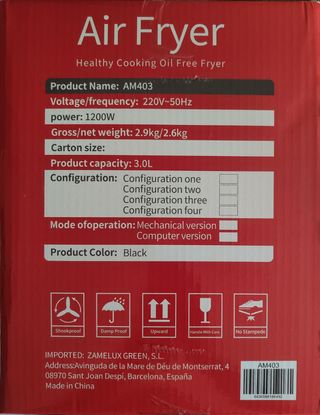 Air Fryer
Healthy Cooking Oil Free Fryer
Product Name: AM403
Voltage/frequency: 220V~50Hz
power: 1200W
Gross/net weight: 2.9kg/2.6kg
Carton size:
Product capacity: 3.0L
Configuration: Configuration one
Configuration two
Configuration three
Configuration four
Mode ofoperation: Mechanical version
Computer version
Product Color: Black
Shockproof Damp Proof Upward Handle With Care No Stampede
IMPORTED: ZAMELUX GREEN, S.L.
Address:Avinguda de la Mare de Déu de Montserrat, 4
08970 Sant Joan Despí, Barcelona, España
Made in China
AM403